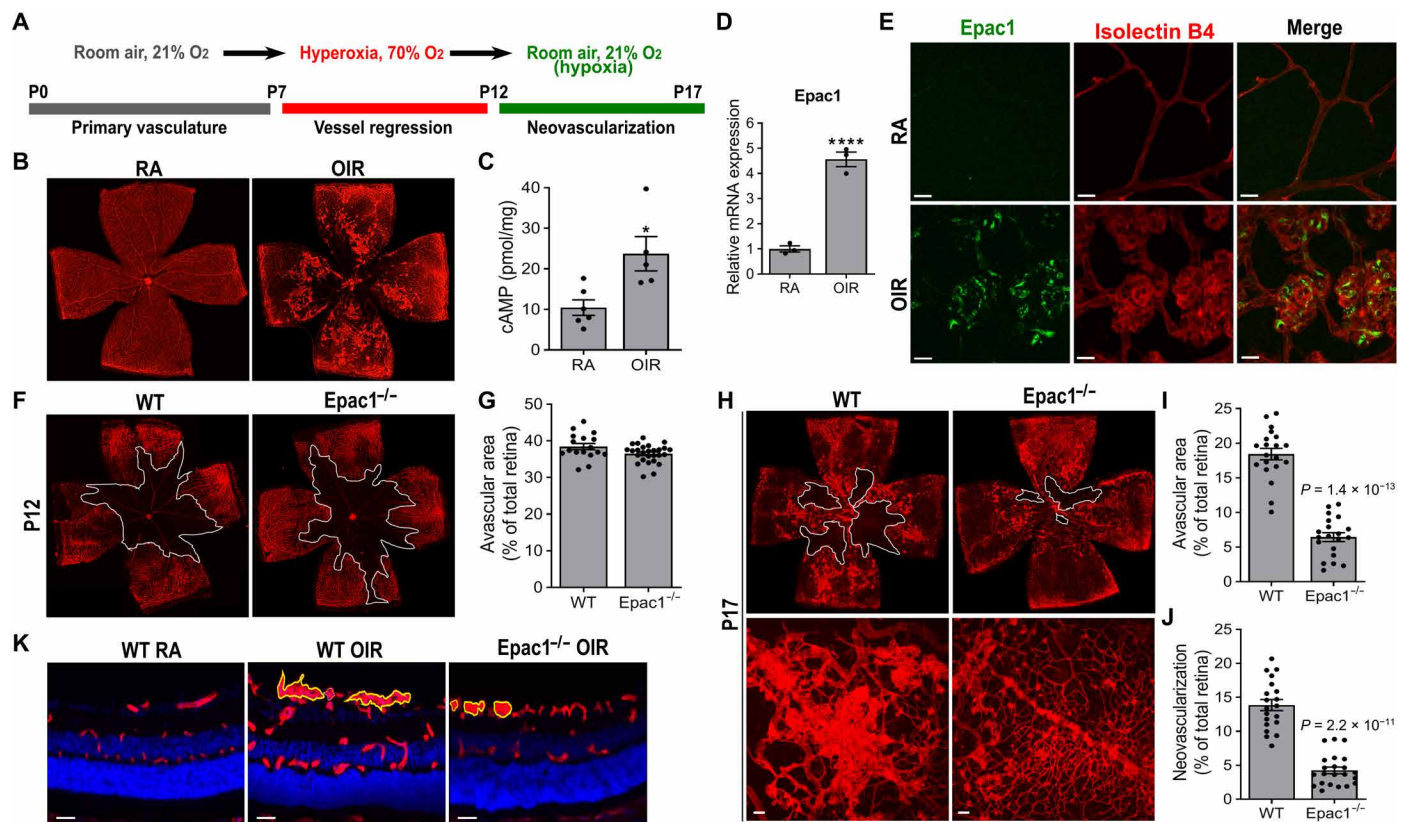 A
Room air, 21% O2
Hyperoxia, 70% O2
Room air, 21% O2
(hypoxia)
P0
P7
P12
P17
Primary vasculature
Vessel regression
Neovascularization
B
RA
OIR
C
cAMP (pmol/mg)
40
30
20
10
0
*
RA
OIR
D
Epac1
Relative mRNA expression
6
5
4
3
2
1
0
****
RA
OIR
E
Epac1
Isolectin B4
Merge
RA
OIR
F
WT
Epac1–/–
P12
G
Avascular area
(% of total retina)
50
40
30
20
10
0
WT
Epac1–/–
H
WT
Epac1–/–
P17
I
Avascular area
(% of total retina)
25
20
15
10
5
0
P = 1.4 × 10–13
WT
Epac1–/–
J
Neovascularization
(% of total retina)
25
20
15
10
5
0
P = 2.2 × 10–11
WT
Epac1–/–
K
WT RA
WT OIR
Epac1–/– OIR